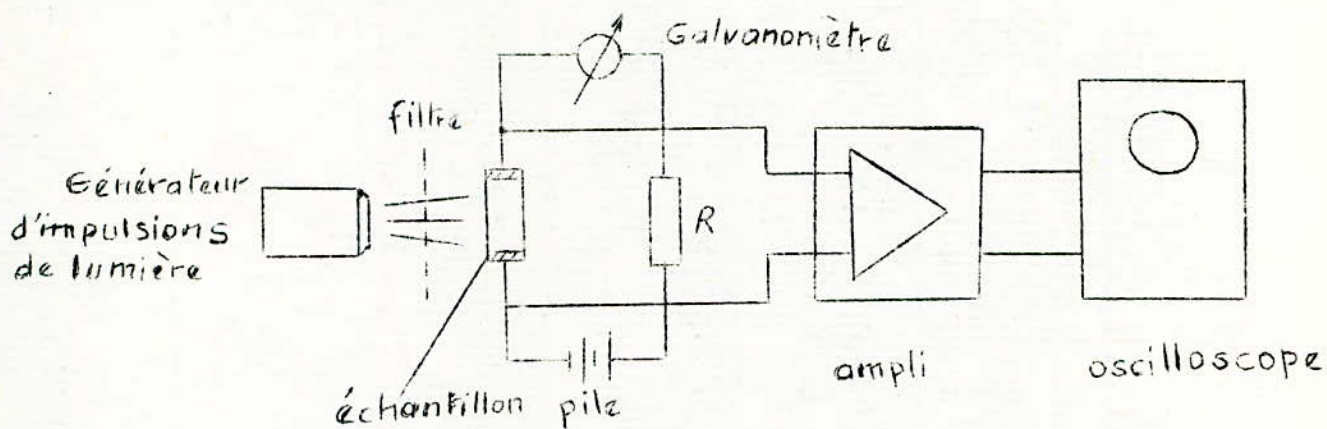 Galvanomètre
filtre
Générateur
d'impulsions
de lumière
R
échantillon
pile
ampli
oscilloscope